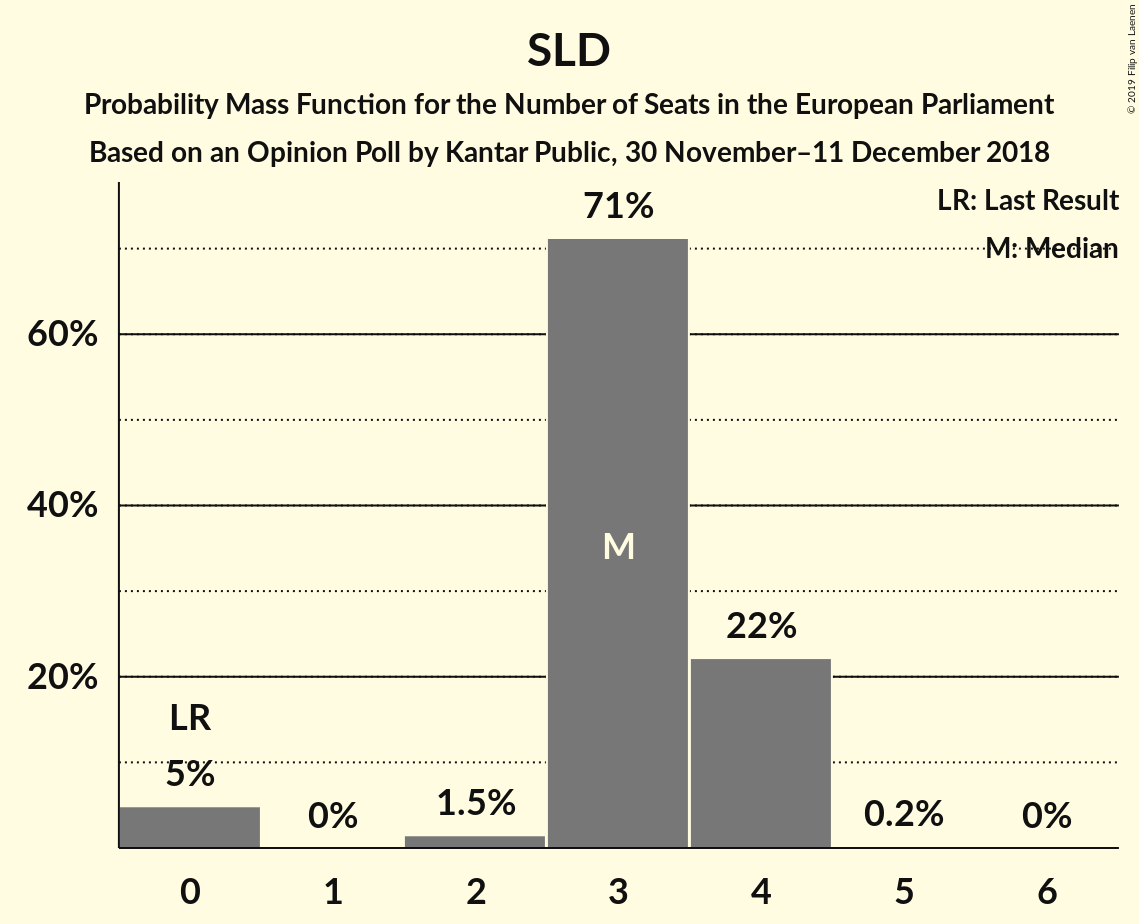 SLD
Probability Mass Function for the Number of Seats in the European Parliament
Based on an Opinion Poll by Kantar Public, 30 November–11 December 2018
© 2019 Filip van Laenen
LR: Last Result
M: Median
71%
60%
40%
M
22%
20%
LR
5%
0%
1.5%
0.2%
0%
0 1 2 3 4 5 6